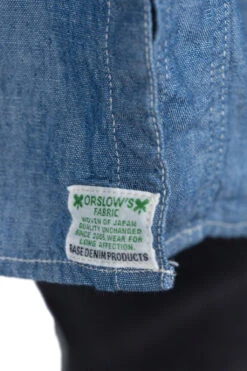 ORSLOW'S
FABRIC
WOVEN OF JAPAN
QUALITY UNCHANGED
SINCE 2005, WEAR FOR
LONG AFFECTION.
BASE DENIM PRODUCTS